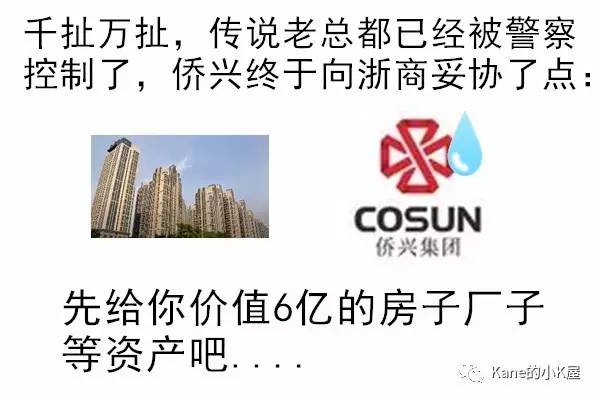 千扯万扯，传说老总都已经被警察
控制了，侨兴终于向浙商妥协了点：
COSUN
侨兴集团
先给你价值6亿的房子厂子
等资产吧....
Kane的小K屋